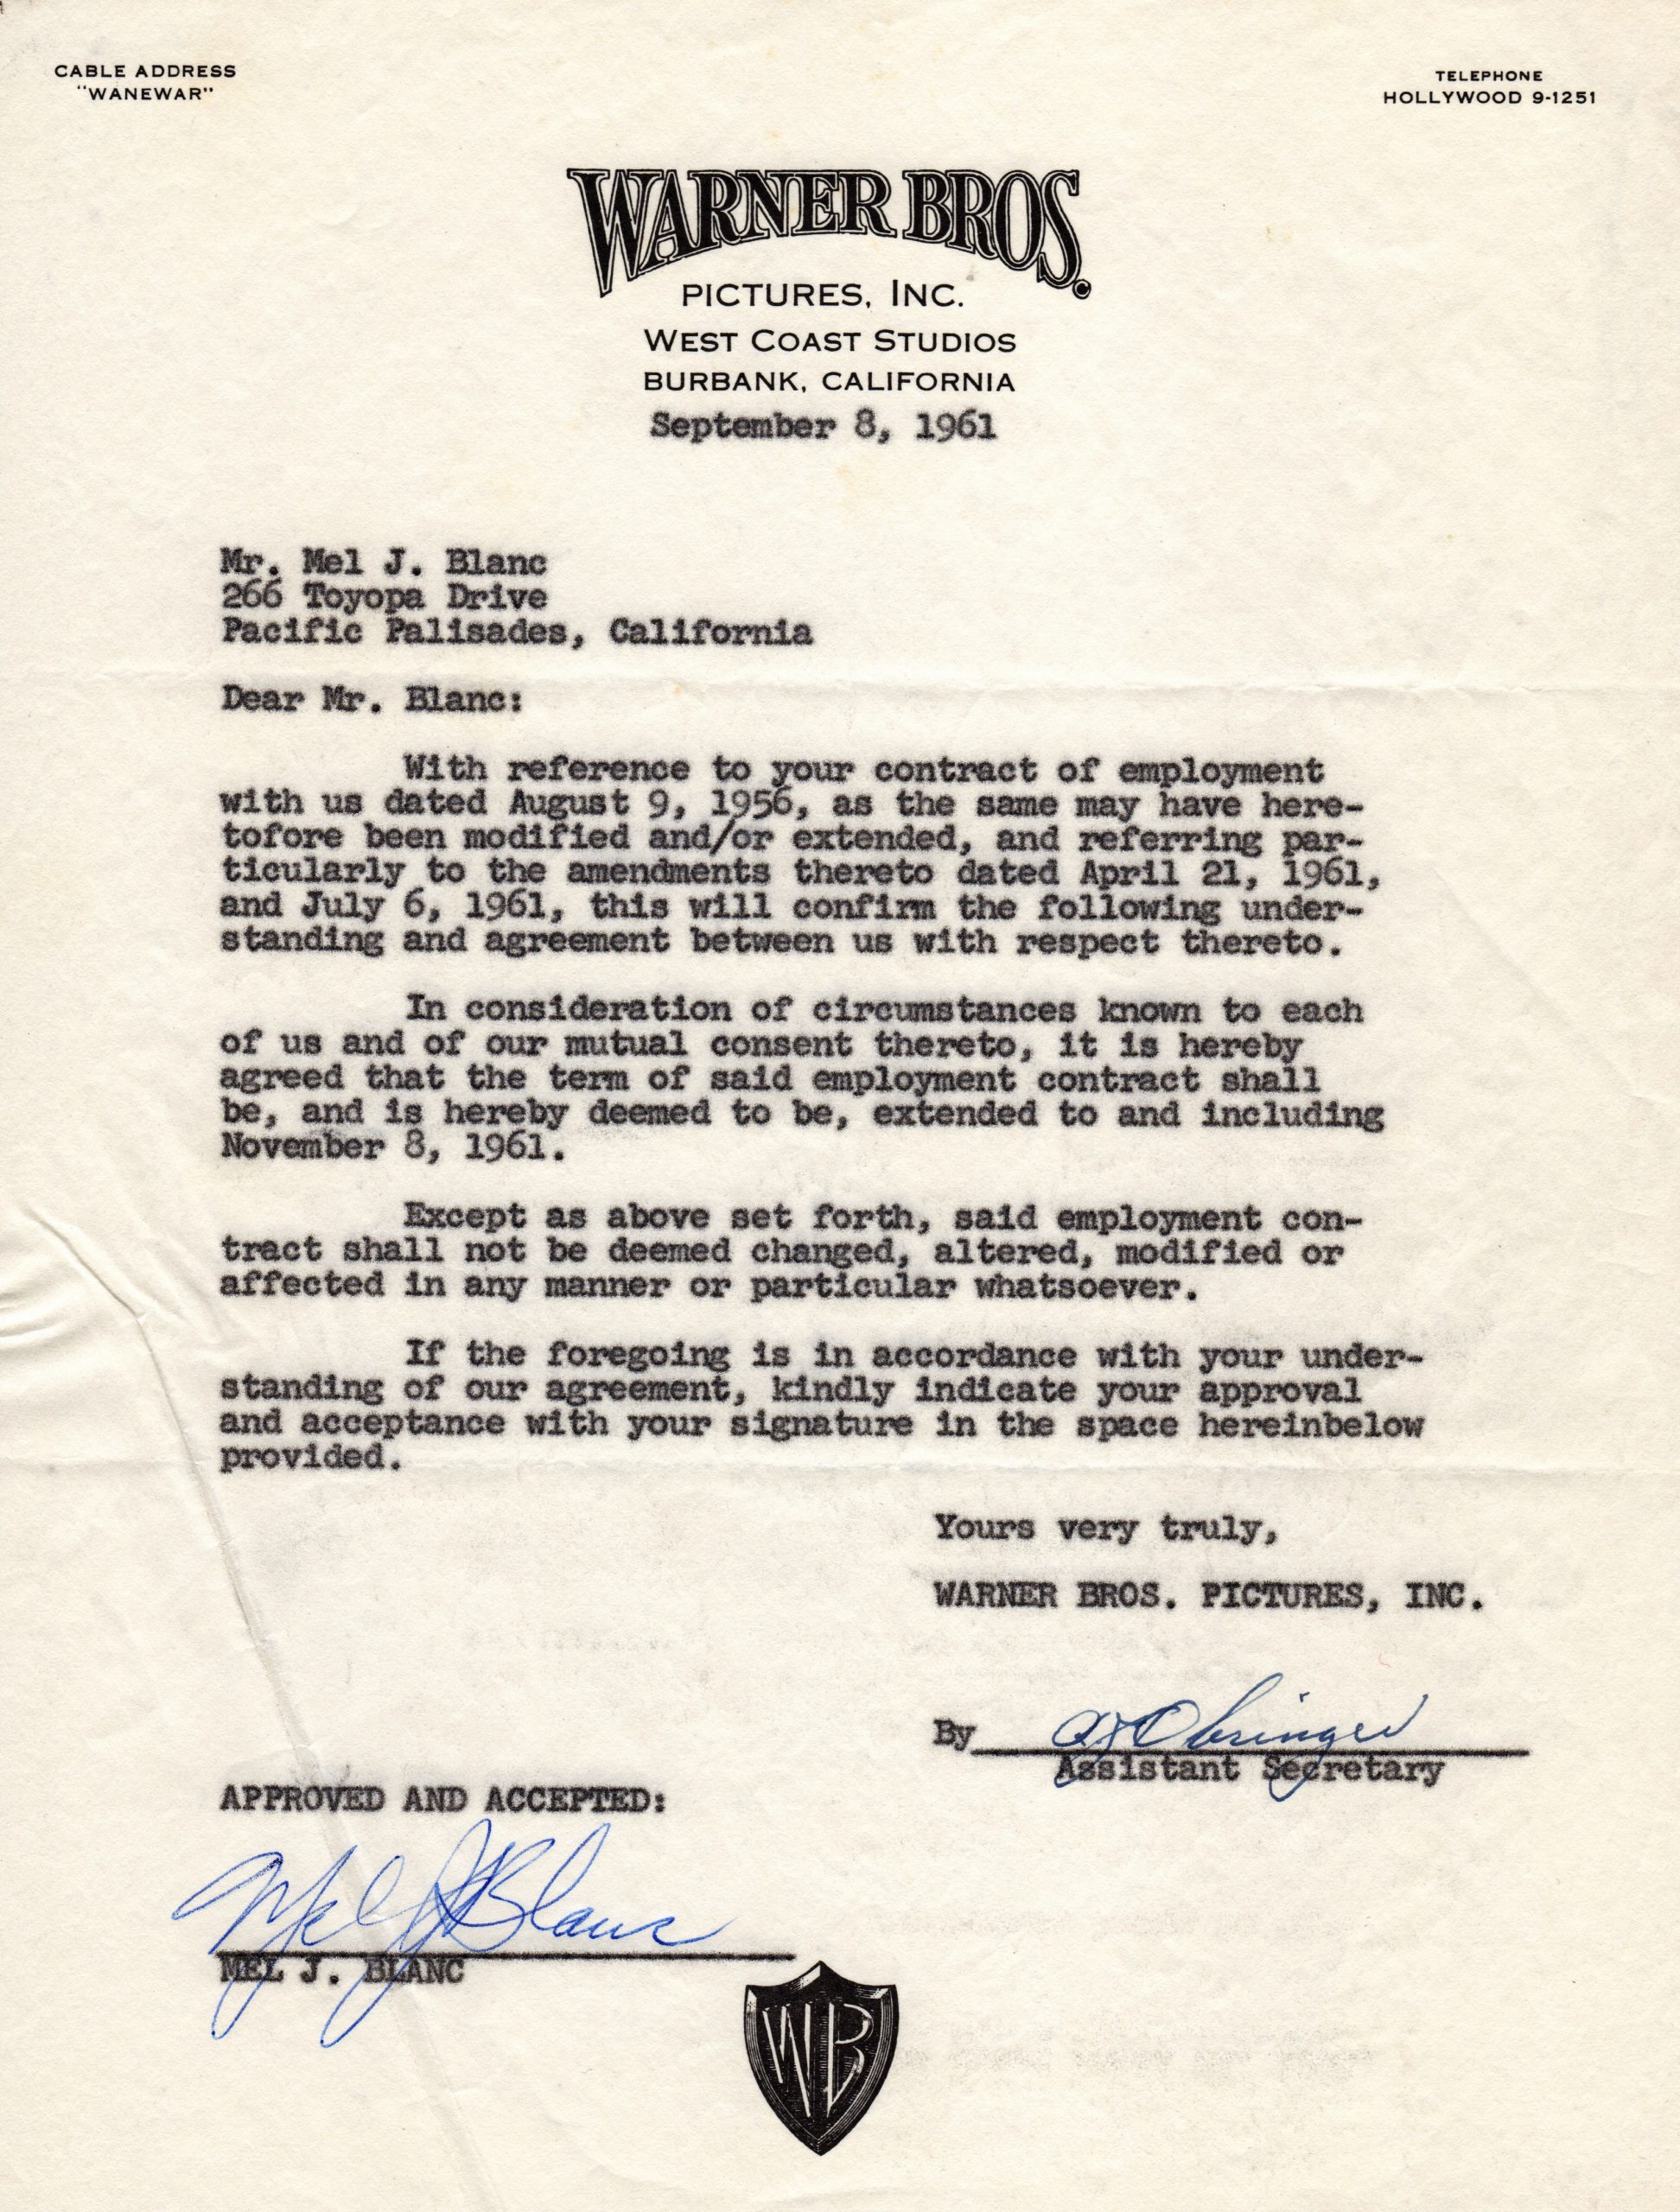 CABLE ADDRESS
"WANEWAR"
TELEPHONE
HOLLYWOOD 9-1251
WARNER BROS.
PICTURES, INC.
WEST COAST STUDIOS
BURBANK, CALIFORNIA
September 8, 1961
Mr. Mel J. Blanc
266 Toyopa Drive
Pacific Palisades, California
Dear Mr. Blanc:
With reference to your contract of employment
with us dated August 9, 1956, as the same may have here-
tofore been modified and/or extended, and referring par-
ticularly to the amendments thereto dated April 21, 1961,
and July 6, 1961, this will confirm the following under-
standing and agreement between us with respect thereto.
In consideration of circumstances known to each
of us and of our mutual consent thereto, it is hereby
agreed that the term of said employment contract shall
be, and is hereby deemed to be, extended to and including
November 8, 1961.
Except as above set forth, said employment con-
tract shall not be deemed changed, altered, modified or
affected in any manner or particular whatsoever.
If the foregoing is in accordance with your under-
standing of our agreement, kindly indicate your approval
and acceptance with your signature in the space hereinbelow
provided.
Yours very truly,
WARNER BROS. PICTURES, INC.
By RJ Obringer
Assistant Secretary
APPROVED AND ACCEPTED:
Mel J Blanc
MEL J. BLANC
WB